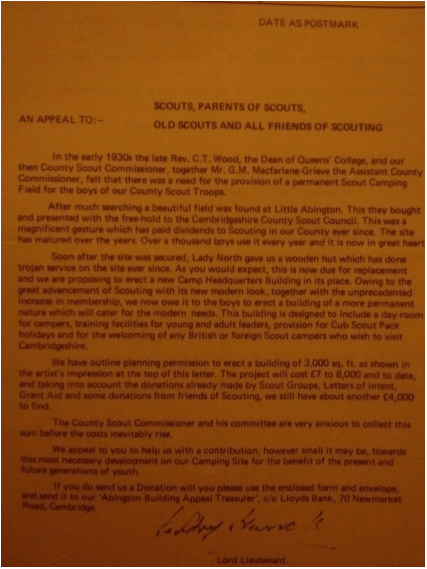 DATE AS POSTMARK
SCOUTS, PARENTS OF SCOUTS,
AN APPEAL TO:—
OLD SCOUTS AND ALL FRIENDS OF SCOUTING
In the early 1930s the late Rev. C.T. Wood, the Dean of Queens' College, and our
then County Scout Commissioner, together Mr. G.M. Macfarlane-Grieve the Assistant County
Commissioner, felt that there was a need for the provision of a permanent Scout Camping
Field for the boys of our County Scout Troops.
After much searching a beautiful field was found at Little Abington. This they bought
and presented with the free-hold to the Cambridgeshire County Scout Council. This was a
magnificent gesture which has paid dividends to Scouting in our County ever since. The site
has matured over the years. Over a thousand boys use it every year and it is now in great heart
Soon after the site was secured, Lady North gave us a wooden hut which has done
trojan service on the site ever since. As you would expect, this is now due for replacement
and we are proposing to erect a new Camp Headquarters Building in its place. Owing to the
great advancement of Scouting with its new modern look, together with the unprecedented
increase in membership, we now owe it to the boys to erect a building of a more permanent
nature which will cater for the modern needs. This building is designed to include a day-room
for campers, training facilities for young and adult leaders, provision for Cub Scout Pack
holidays and for the welcoming of any British or foreign Scout campers who wish to visit
Cambridgeshire.
We have outline planning permission to erect a building of 3,000 sq. ft. as shown in
the artist's impression at the top of this letter. The project will cost £7 to 8,000 and to date,
and taking into account the donations already made by Scout Groups, Letters of intent,
Grant Aid and some donations from friends of Scouting, we still have about another £4,000
to find.
The County Scout Commissioner and his committee are very anxious to collect this
sum before the costs inevitably rise.
We appeal to you to help us with a contribution, however small it may be, towards
this most necessary development on our Camping Site for the benefit of the present and
future generations of youth.
If you do send us a Donation will you please use the enclosed form and envelope,
and send it to our 'Abington Building Appeal Treasurer', c/o Lloyds Bank, 70 Newmarket
Road, Cambridge.
Lord Lieutenant.